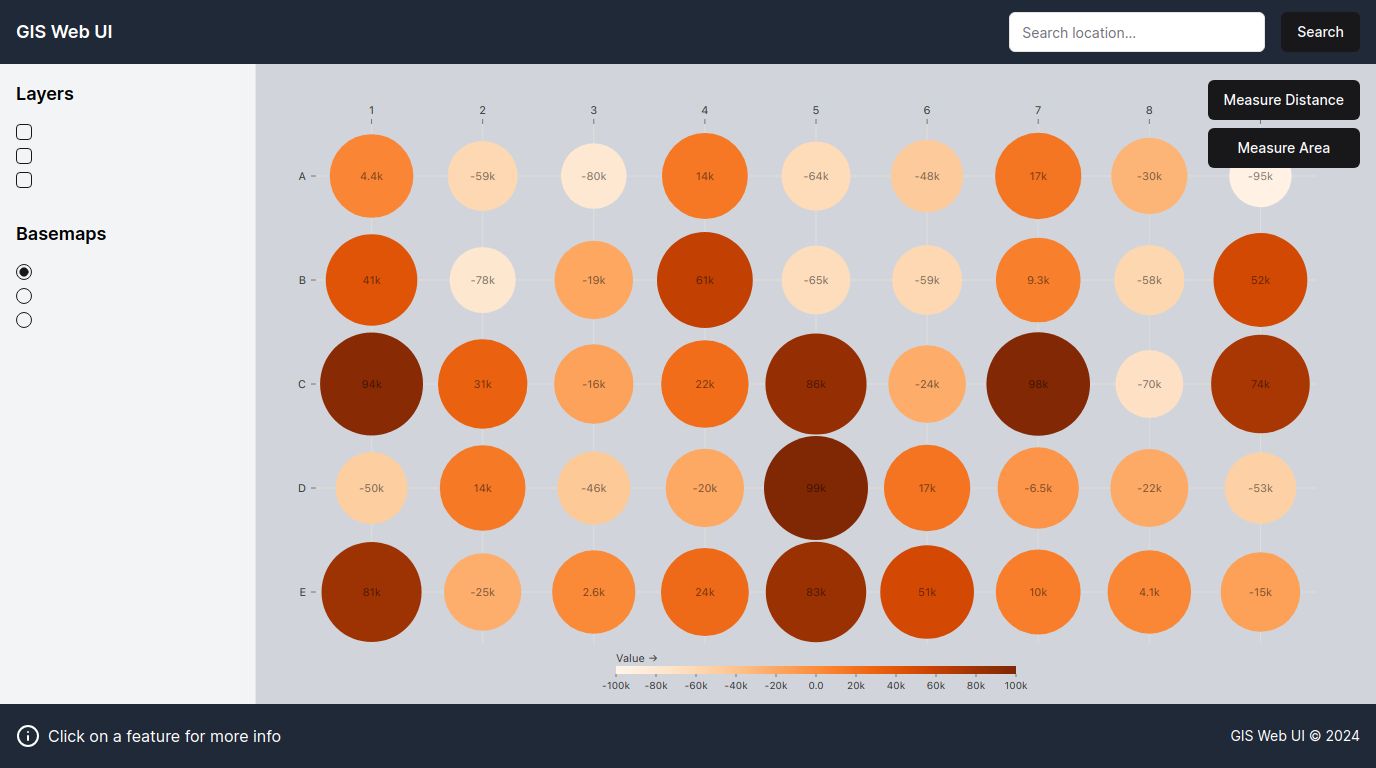 GIS Web UI
Search location...
Search
Layers
Basemaps
Measure Distance
Measure Area
1 2 3 4 5 6 7 8
A 4.4k -59k -80k 14k -64k -48k 17k -30k -95k
B 41k -78k -19k 61k -65k -59k 9.3k -58k 52k
C 94k 31k -16k 22k 86k -24k 98k -70k 74k
D -50k 14k -46k -20k 99k 17k -6.5k -22k -53k
E 81k -25k 2.6k 24k 83k 51k 10k 4.1k -15k
Value →
-100k -80k -60k -40k -20k 0.0 20k 40k 60k 80k 100k
Click on a feature for more info
GIS Web UI © 2024